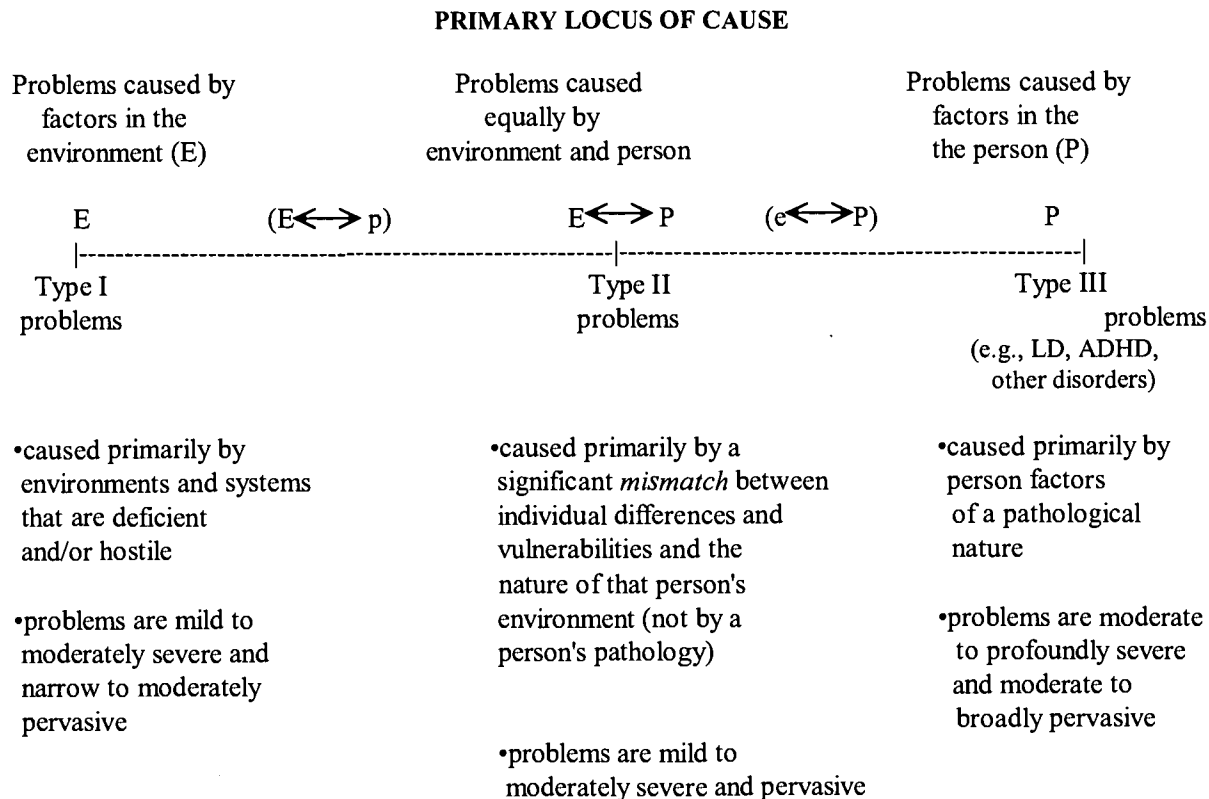 PRIMARY LOCUS OF CAUSE
Problems caused by
factors in the
environment (E)
Problems caused
equally by
environment and person
Problems caused by
factors in the
the person (P)
E (E⟷ p) E⟷ P (e⟷P) P
|--------------------------------|--------------------------------|
Type I
problems
Type II
problems
Type III
problems
(e.g., LD, ADHD,
other disorders)
•caused primarily by
environments and systems
that are deficient
and/or hostile
•problems are mild to
moderately severe and
narrow to moderately
pervasive
•caused primarily by a
significant mismatch between
individual differences and
vulnerabilities and the
nature of that person's
environment (not by a
person's pathology)
•problems are mild to
moderately severe and pervasive
•caused primarily by
person factors
of a pathological
nature
•problems are moderate
to profoundly severe
and moderate to
broadly pervasive